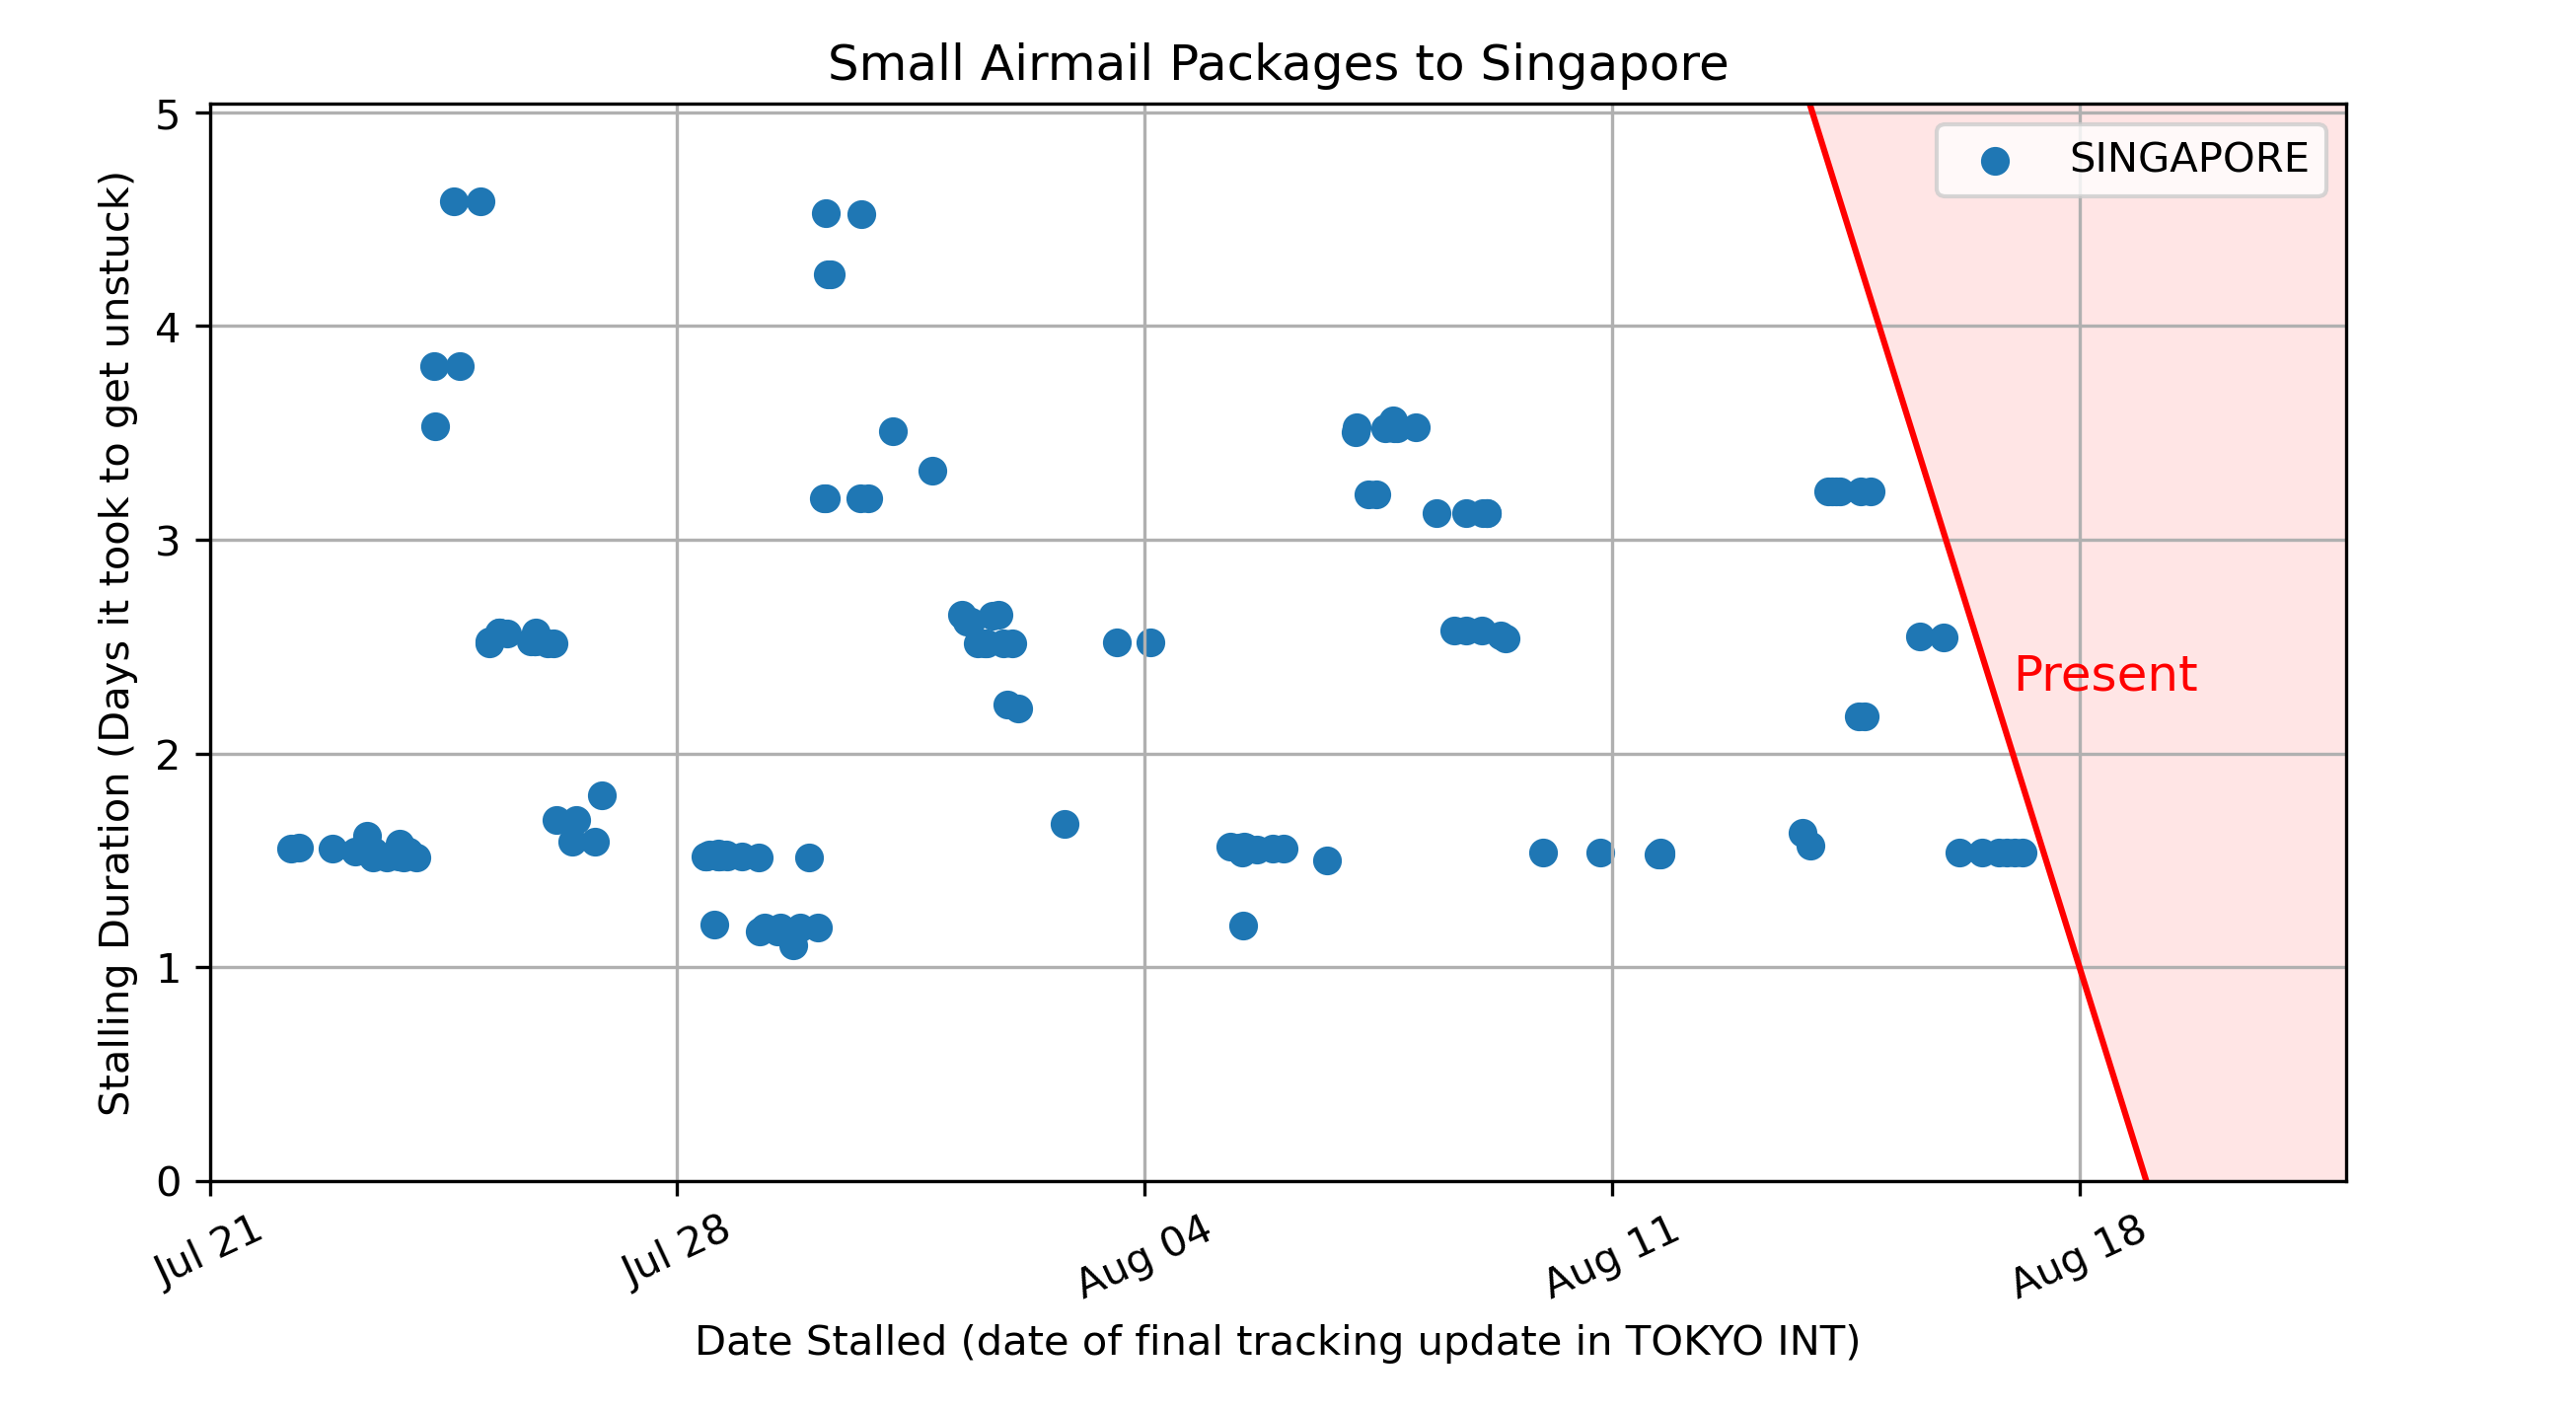 Small Airmail Packages to Singapore
SINGAPORE
Stalling Duration (Days it took to get unstuck)
5
4
3
2
1
0
Present
Jul 21
Jul 28
Aug 04
Aug 11
Aug 18
Date Stalled (date of final tracking update in TOKYO INT)